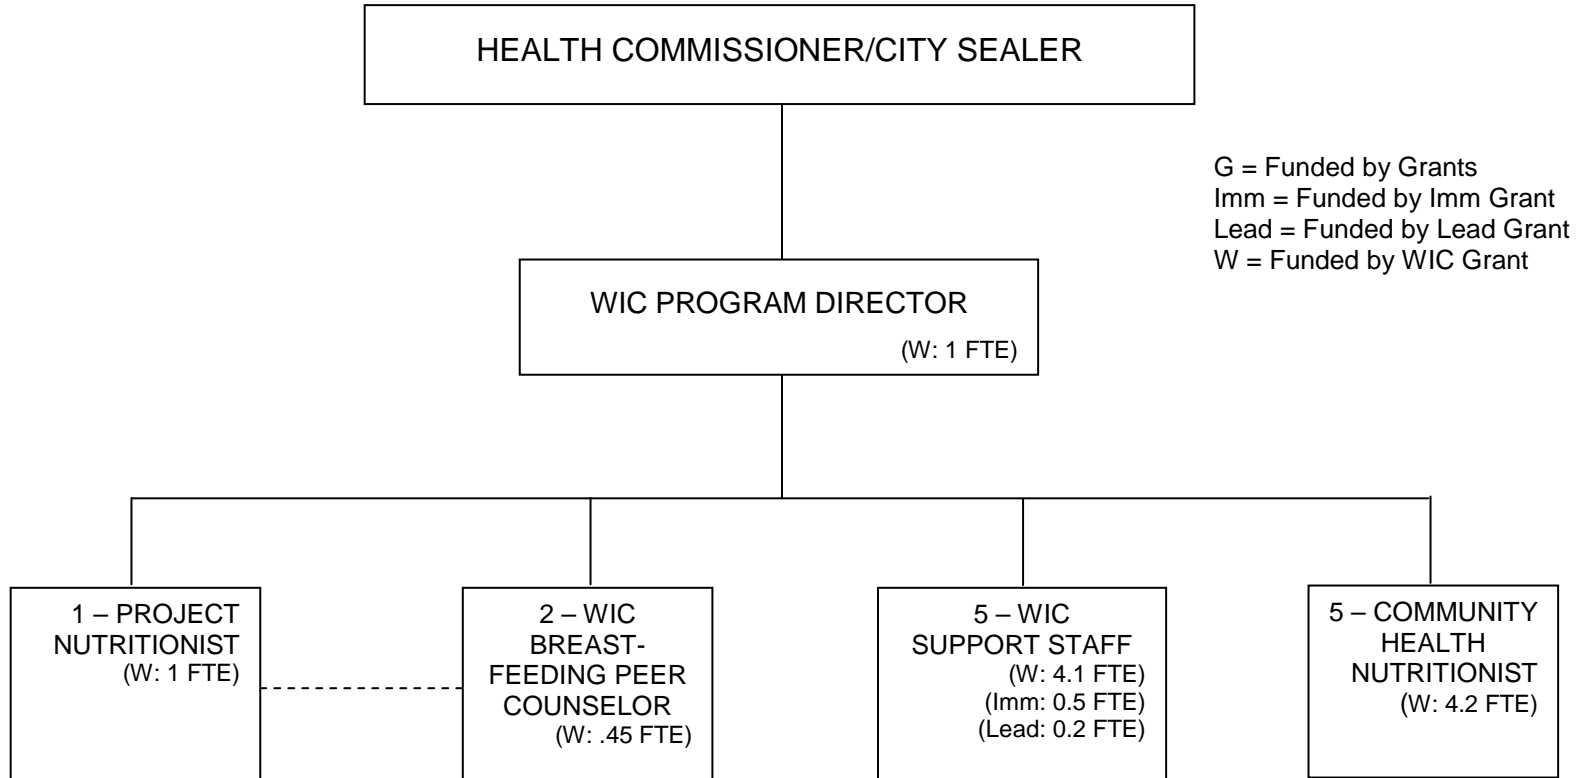 HEALTH COMMISSIONER/CITY SEALER
G = Funded by Grants
Imm = Funded by Imm Grant
Lead = Funded by Lead Grant
W = Funded by WIC Grant
WIC PROGRAM DIRECTOR
(W: 1 FTE)
1 – PROJECT
NUTRITIONIST
(W: 1 FTE)
2 – WIC
BREAST-
FEEDING PEER
COUNSELOR
(W: .45 FTE)
5 – WIC
SUPPORT STAFF
(W: 4.1 FTE)
(Imm: 0.5 FTE)
(Lead: 0.2 FTE)
5 – COMMUNITY
HEALTH
NUTRITIONIST
(W: 4.2 FTE)